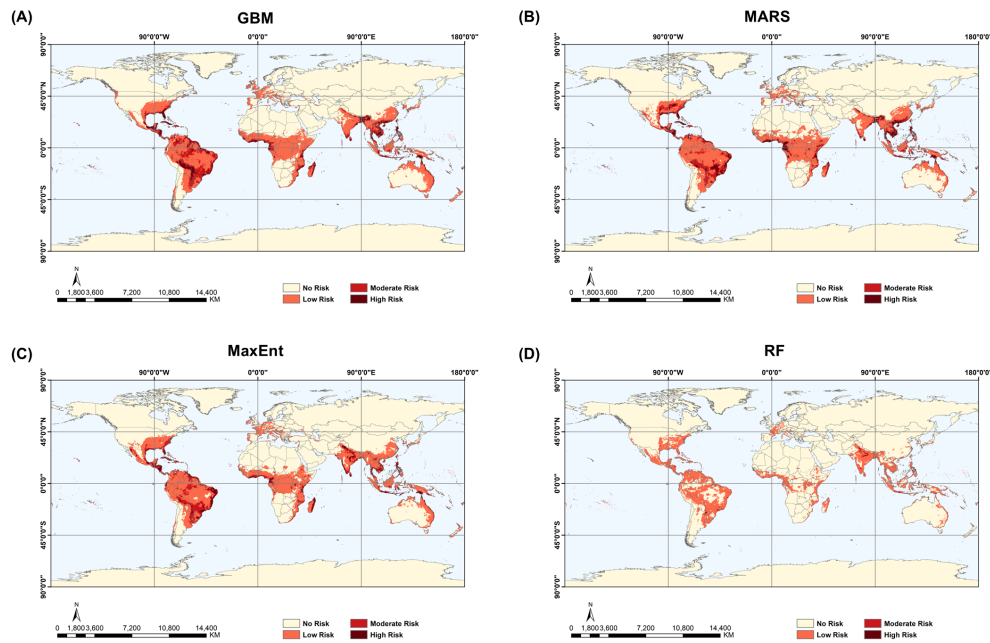 (A) GBM
(B) MARS
90°0'0"W 0°0'0" 90°0'0"E 180°0'0"
90°0'0"W 0°0'0" 90°0'0"E 180°0'0"
90°0'0"N
45°0'0"N
0°0'0"
45°0'0"S
90°0'0"S
90°0'0"N
45°0'0"N
0°0'0"
45°0'0"S
90°0'0"S
N
0 1,800 3,600 7,200 10,800 14,400
KM
No Risk Moderate Risk
Low Risk High Risk
N
0 1,800 3,600 7,200 10,800 14,400
KM
No Risk Moderate Risk
Low Risk High Risk
(C) MaxEnt
(D) RF
90°0'0"W 0°0'0" 90°0'0"E 180°0'0"
90°0'0"W 0°0'0" 90°0'0"E 180°0'0"
90°0'0"N
45°0'0"N
0°0'0"
45°0'0"S
90°0'0"S
90°0'0"N
45°0'0"N
0°0'0"
45°0'0"S
90°0'0"S
N
0 1,800 3,600 7,200 10,800 14,400
KM
No Risk Moderate Risk
Low Risk High Risk
N
0 1,800 3,600 7,200 10,800 14,400
KM
No Risk Moderate Risk
Low Risk High Risk